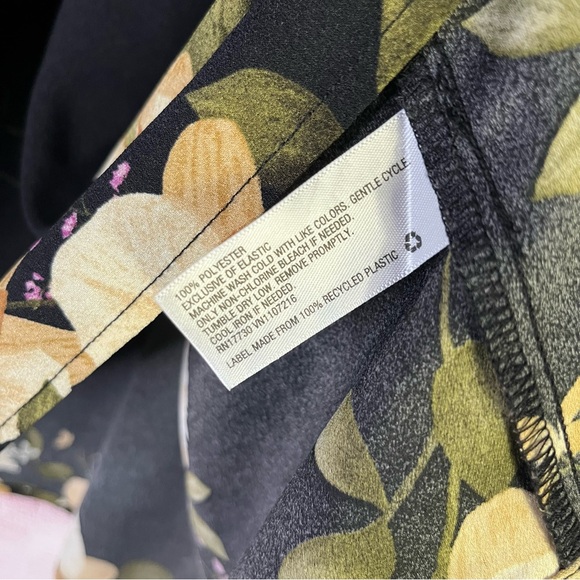 100% POLYESTER
EXCLUSIVE OF ELASTIC
MACHINE WASH COLD WITH LIKE COLORS. GENTLE CYCLE.
ONLY NON-CHLORINE BLEACH IF NEEDED.
TUMBLE DRY LOW. REMOVE PROMPTLY.
COOL IRON IF NEEDED.
RN17730 VN1107216
LABEL MADE FROM 100% RECYCLED PLASTIC